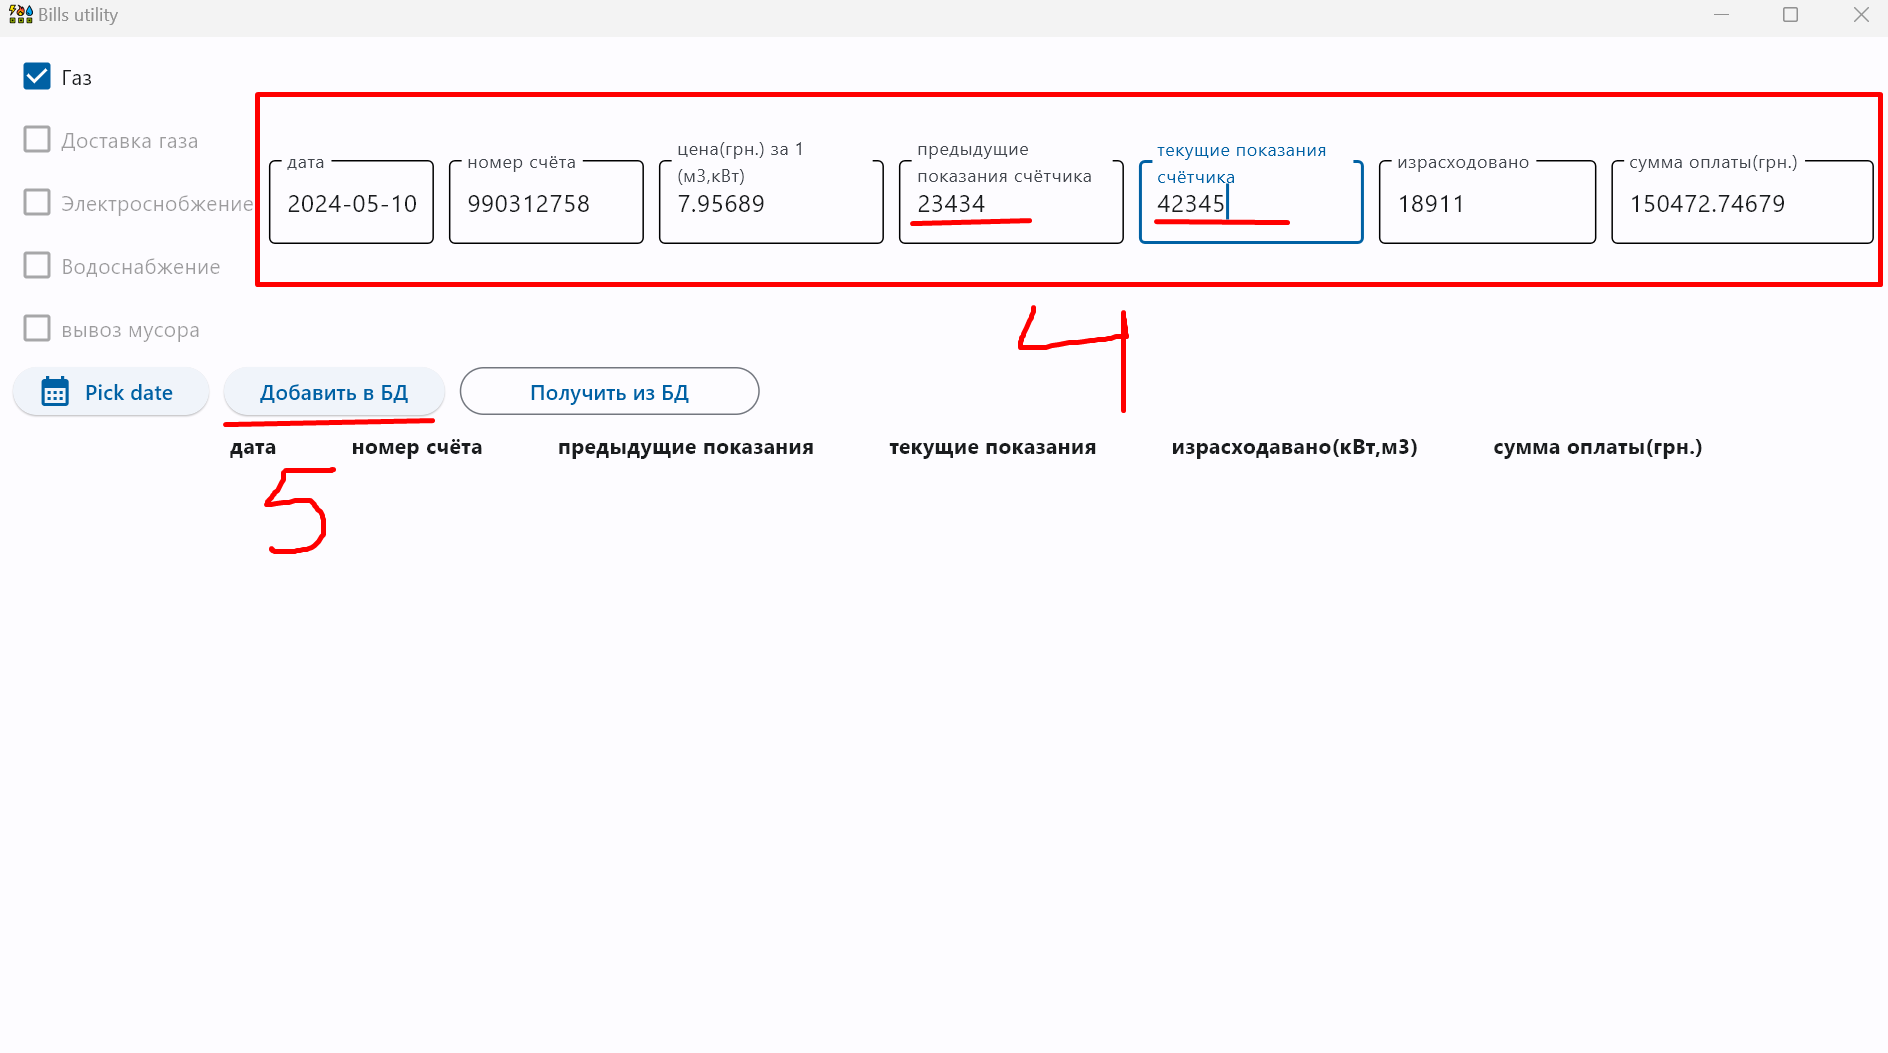 Bills utility
Газ
Доставка газа
Электроснобжение
Водоснабжение
вывоз мусора
дата
2024-05-10
номер счёта
990312758
цена(грн.) за 1
(м3,кВт)
7.95689
предыдущие
показания счётчика
23434
текущие показания
счётчика
42345
израсходовано
18911
сумма оплаты(грн.)
150472.74679
4
Pick date
Добавить в БД
Получить из БД
дата номер счёта предыдущие показания текущие показания израсходавано(кВт,м3) сумма оплаты(грн.)
5